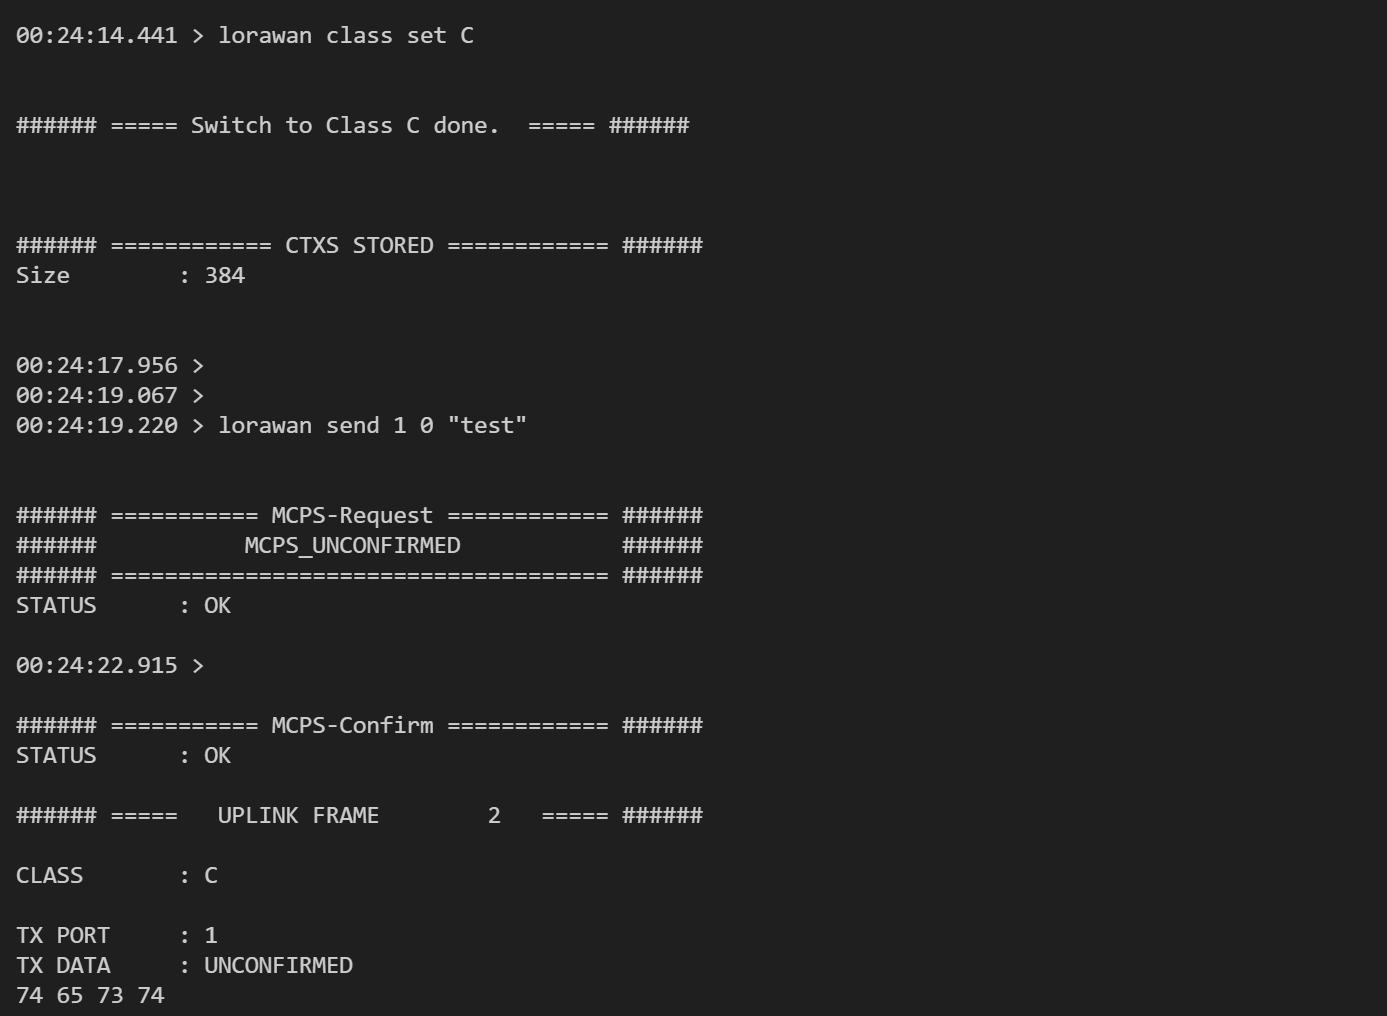 00:24:14.441 > lorawan class set C
###### ===== Switch to Class C done.  ===== ######
###### ============ CTXS STORED ============ ######
Size        : 384
00:24:17.956 >
00:24:19.067 >
00:24:19.220 > lorawan send 1 0 "test"
###### =========== MCPS-Request ============ ######
######           MCPS_UNCONFIRMED            ######
###### ===================================== ######
STATUS      : OK
00:24:22.915 >
###### =========== MCPS-Confirm ============ ######
STATUS      : OK
###### =====   UPLINK FRAME        2   ===== ######
CLASS       : C
TX PORT     : 1
TX DATA     : UNCONFIRMED
74 65 73 74